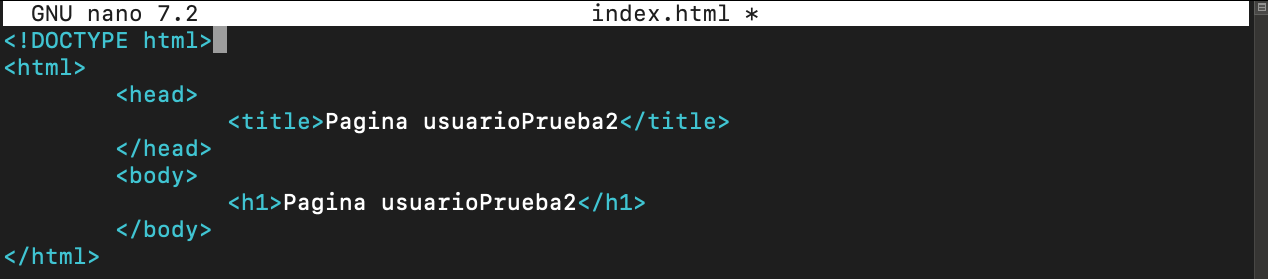 GNU nano 7.2 index.html *
<!DOCTYPE html>
<html>
<head>
<title>Pagina usuarioPrueba2</title>
</head>
<body>
<h1>Pagina usuarioPrueba2</h1>
</body>
</html>